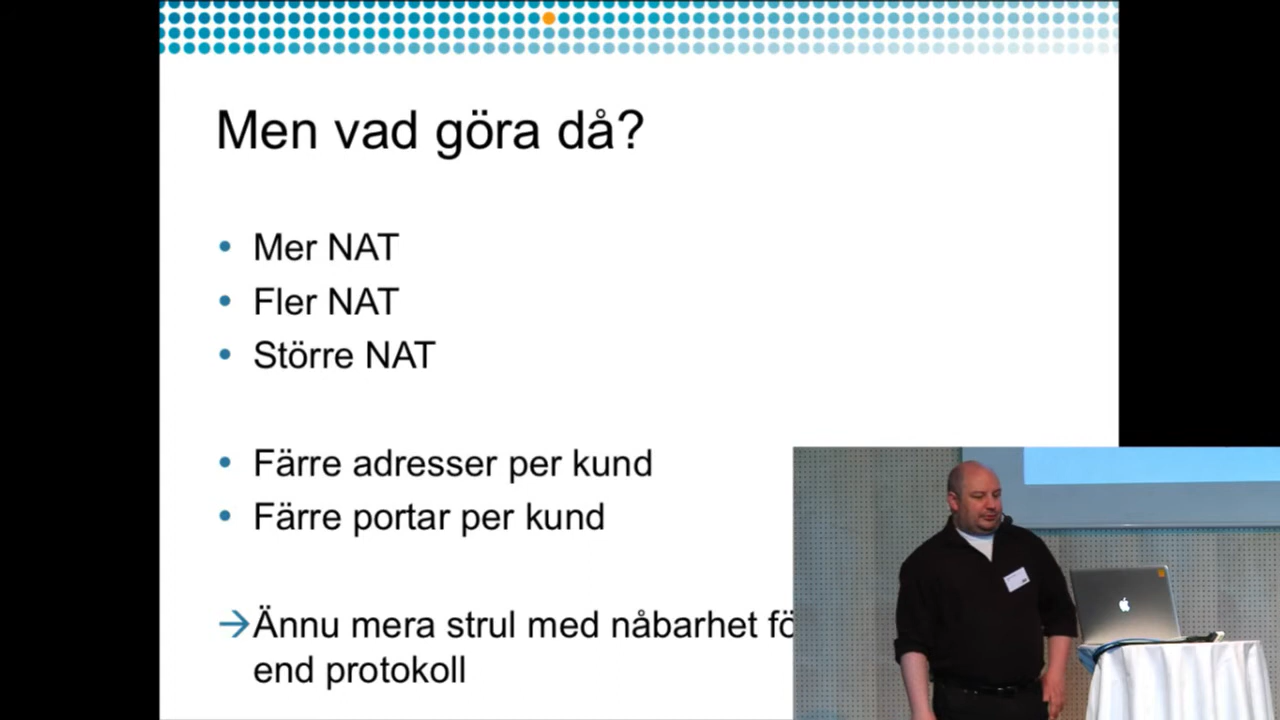 Men vad göra då?
• Mer NAT
• Fler NAT
• Större NAT
• Färre adresser per kund
• Färre portar per kund
→Ännu mera strul med nåbarhet
end protokoll